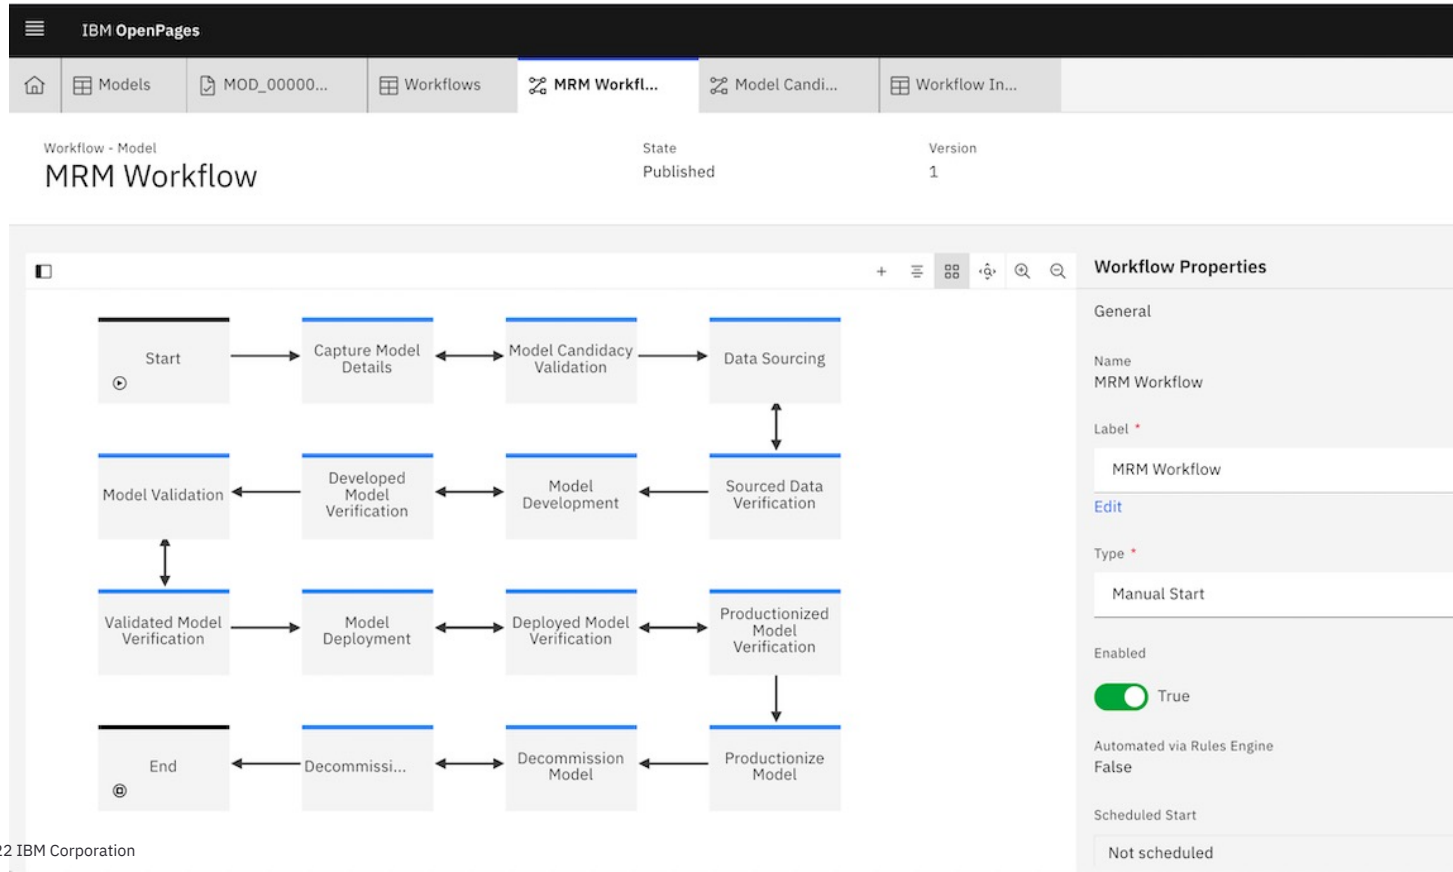 IBM OpenPages
Models
MOD_00000...
Workflows
MRM Workfl...
Model Candi...
Workflow In...
Workflow - Model
MRM Workflow
State
Published
Version
1
Workflow Properties
General
Name
MRM Workflow
Label *
MRM Workflow
Edit
Type *
Manual Start
Enabled
True
Automated via Rules Engine
False
Scheduled Start
Not scheduled
Start
Capture Model
Details
Model Candidacy
Validation
Data Sourcing
Model Validation
Developed
Model
Verification
Model
Development
Sourced Data
Verification
Validated Model
Verification
Model
Deployment
Deployed Model
Verification
Productionized
Model
Verification
End
Decommissi...
Decommission
Model
Productionize
Model
22 IBM Corporation